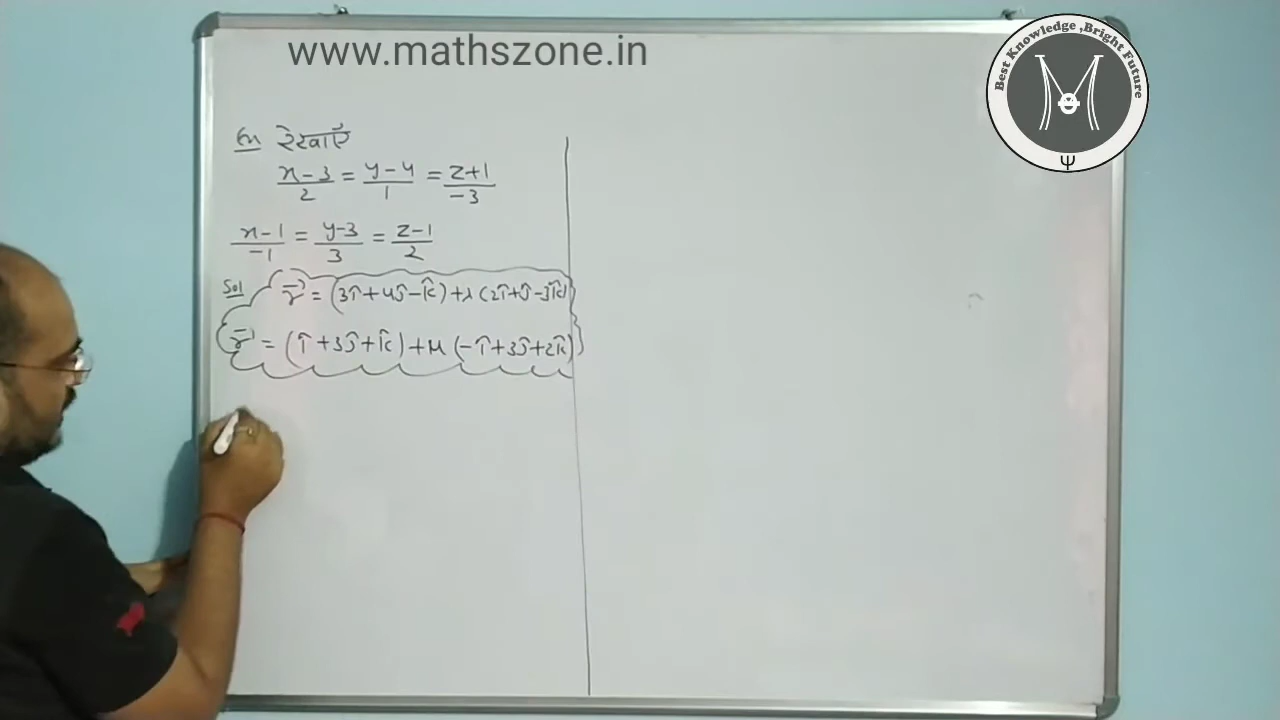 www.mathszone.in
Best Knowledge ,Bright Future
M
Ψ
Ex रेखाएँ
x-3/2 = y-4/1 = z+1/-3
x-1/-1 = y-3/3 = z-1/2
Sol r⃗ = (3î+4ĵ-k̂)+λ(2î+ĵ-3k̂)
r⃗ = (î+3ĵ+k̂)+μ(-î+3ĵ+2k̂)